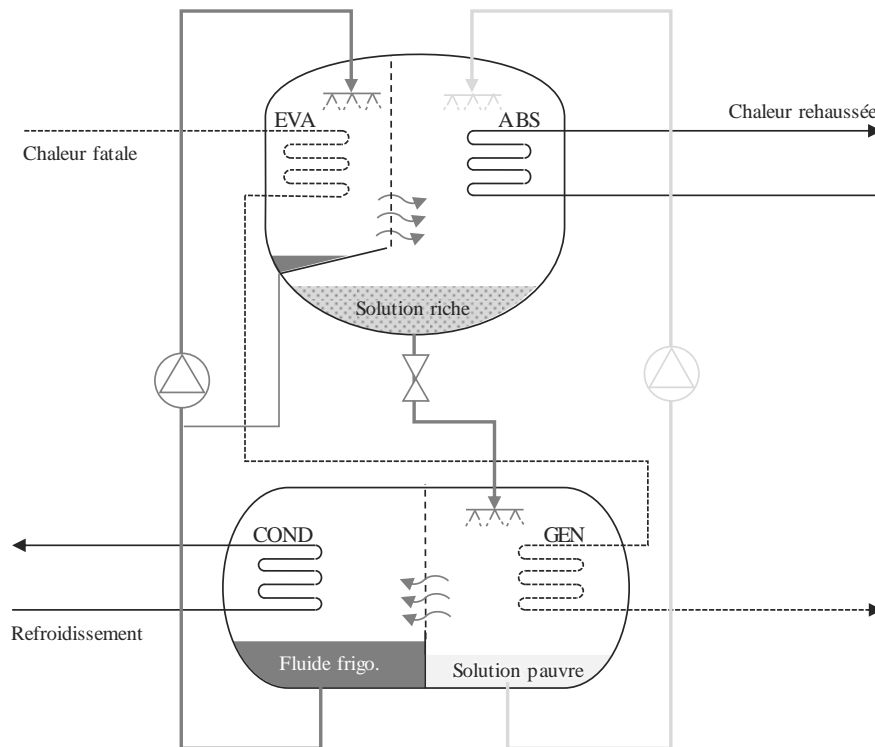 Chaleur rehaussée
EVA
ABS
Chaleur fatale
Solution riche
COND
GEN
Refroidissement
Fluide frigo.
Solution pauvre